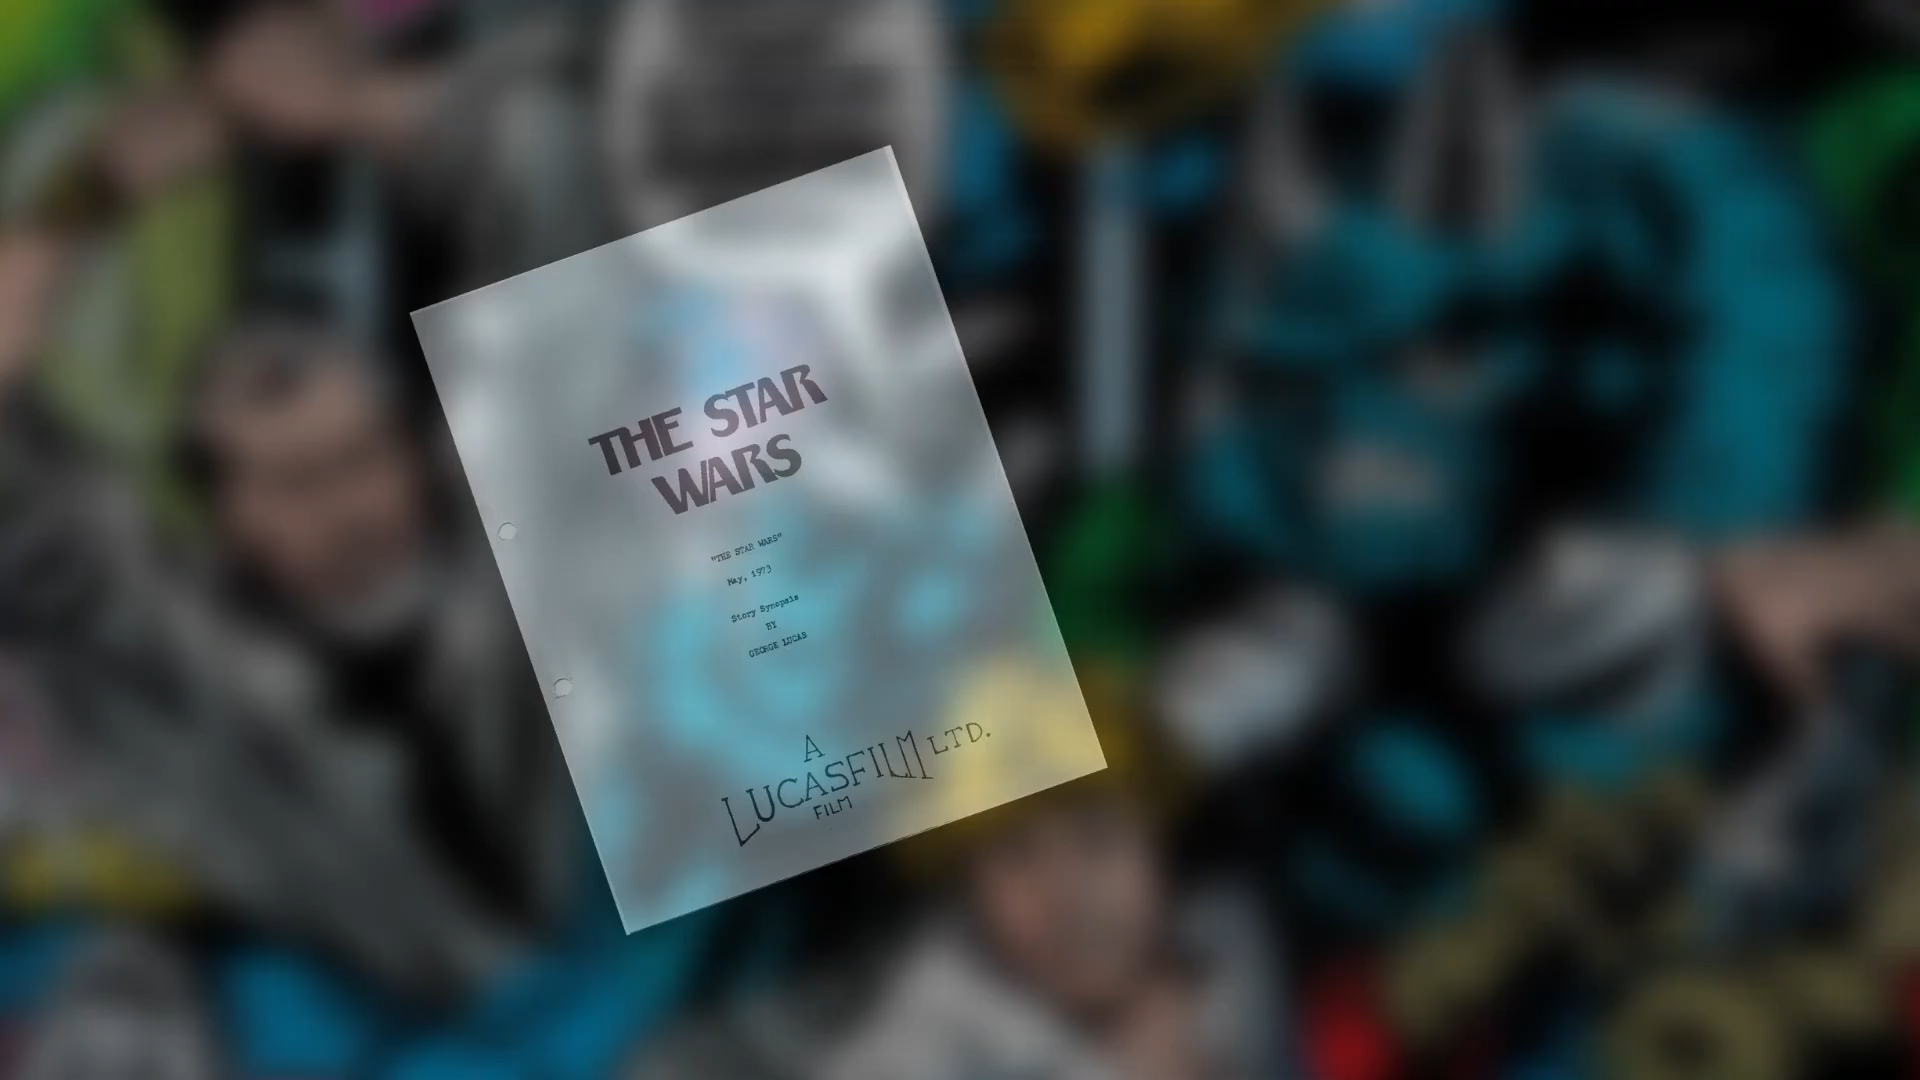 THE STAR
WARS
"THE STAR WARS"
May, 1973
Story Synopsis
BY
GEORGE LUCAS
A
LUCASFILM LTD.
FILM